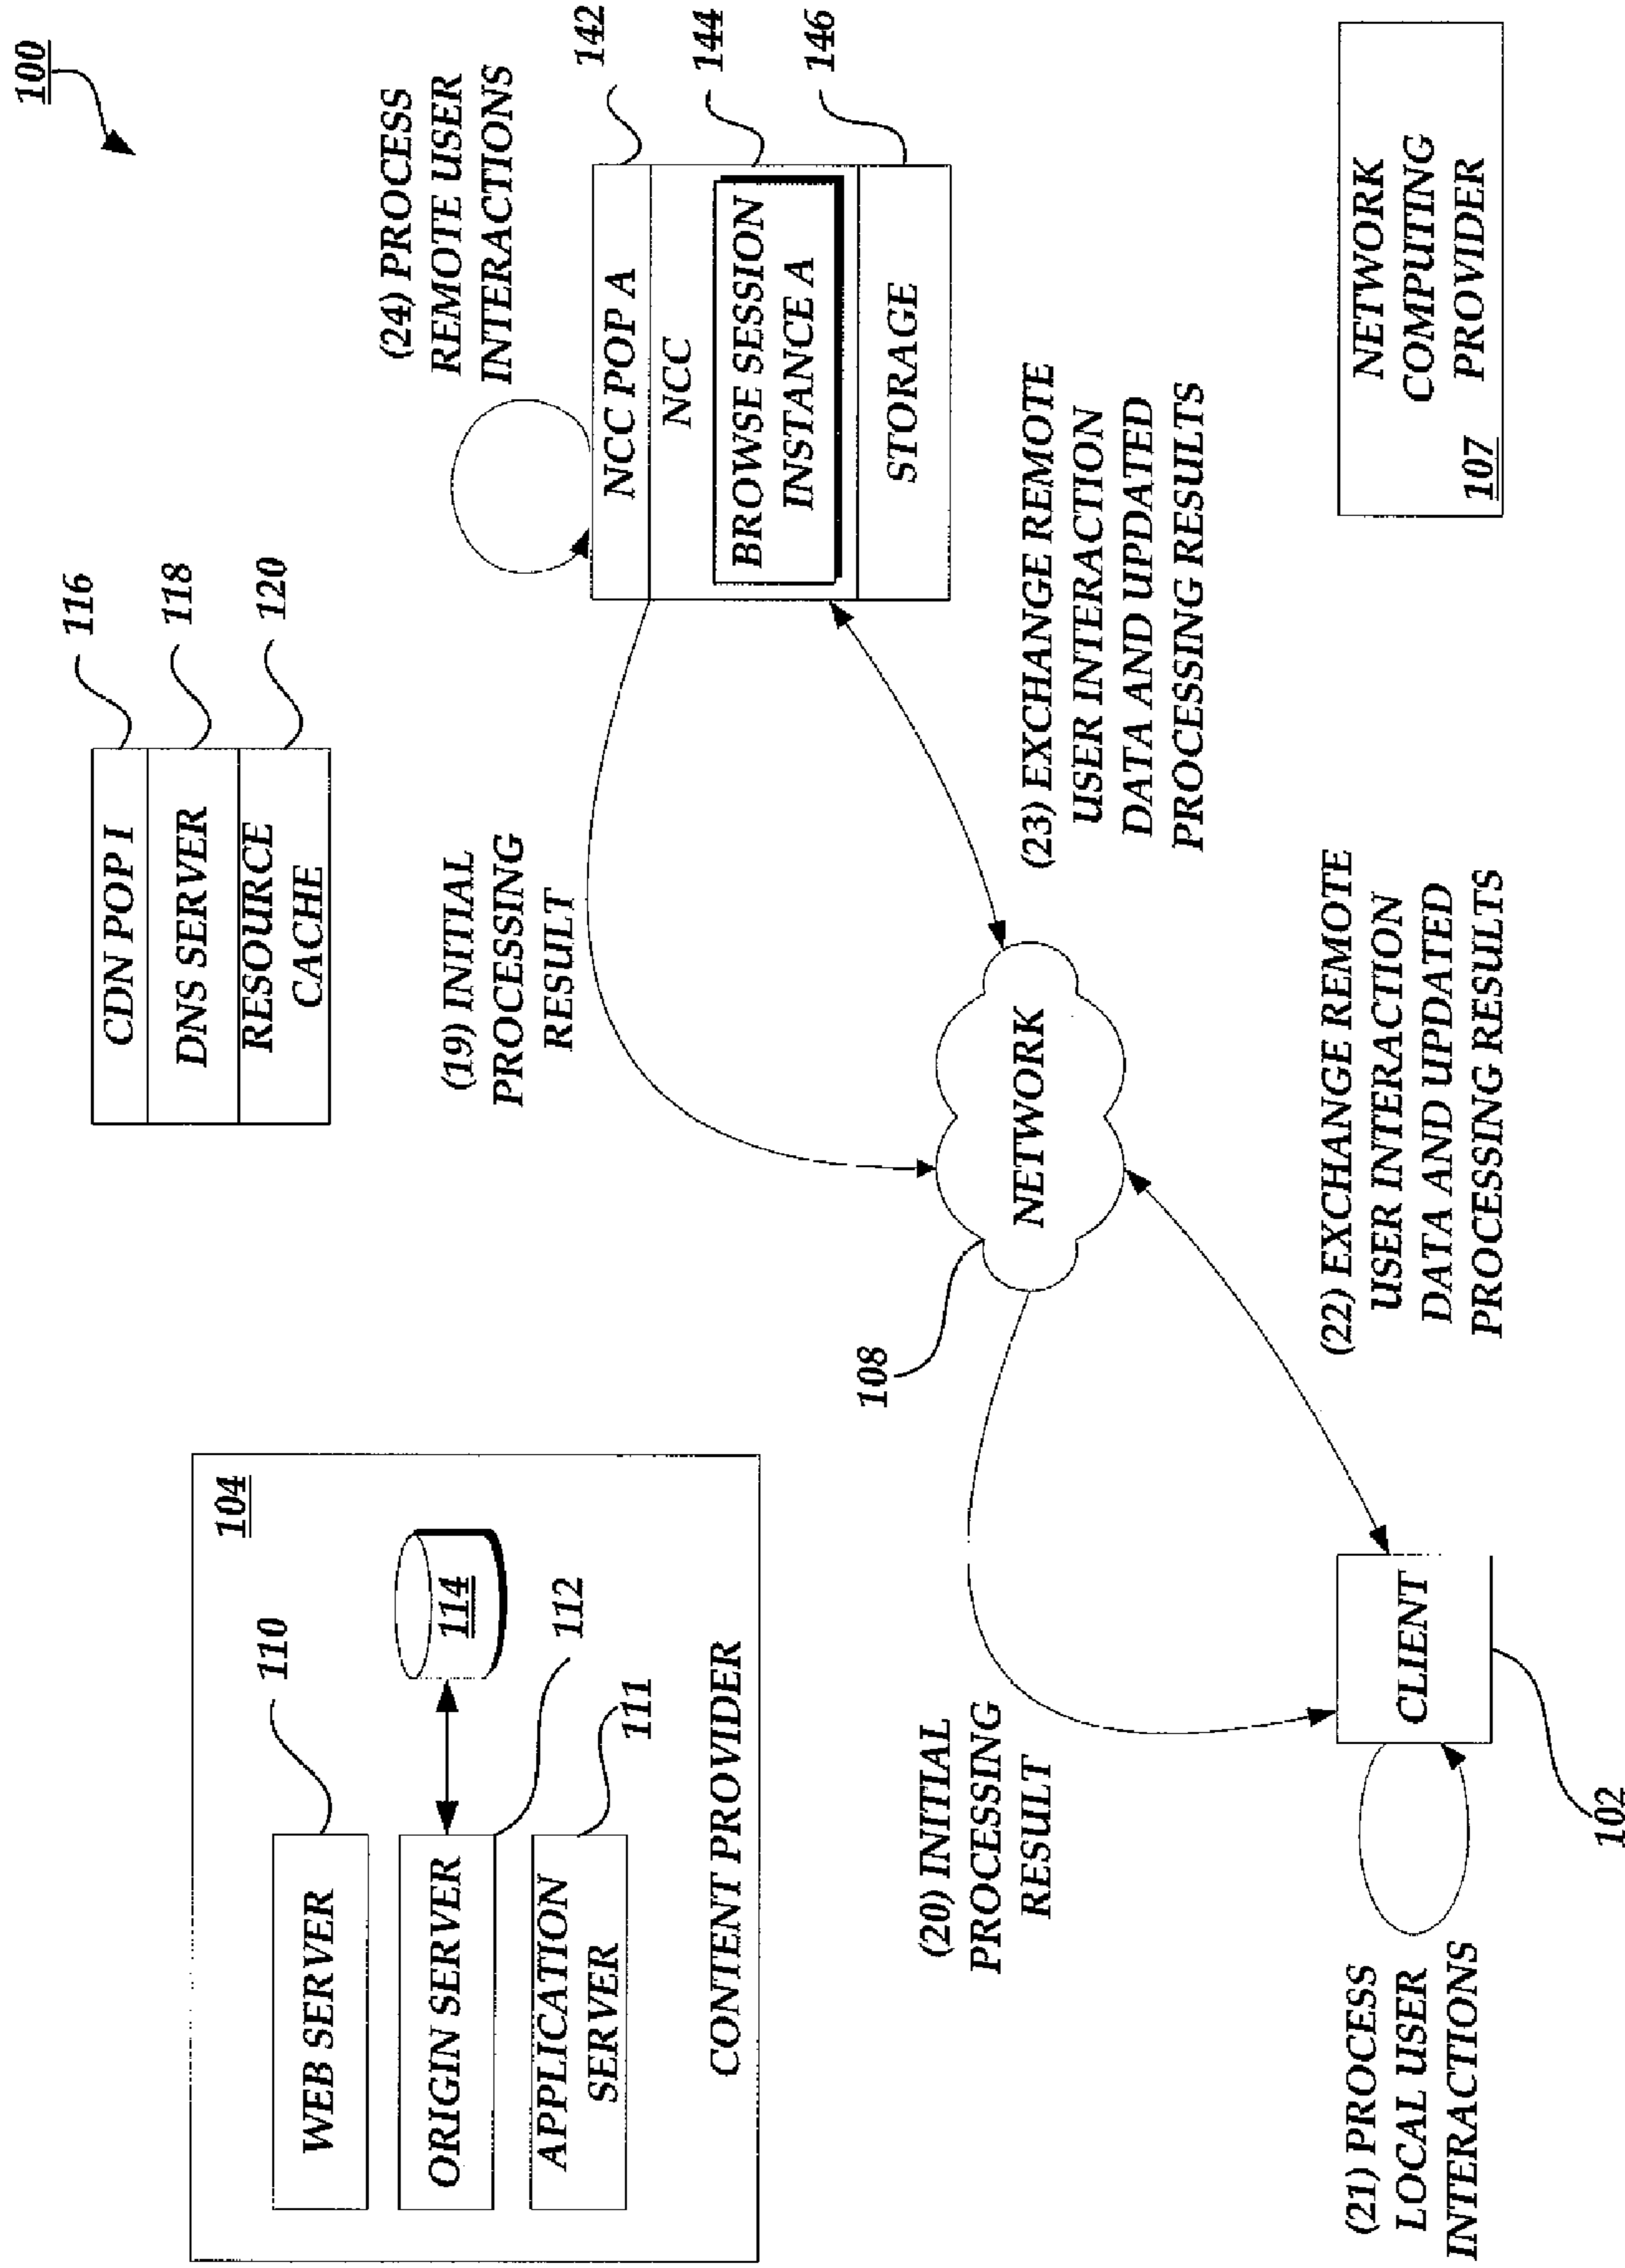 100
104
110
WEB SERVER
ORIGIN SERVER
114
112
APPLICATION
SERVER
111
CONTENT PROVIDER
CDN POP I
116
DNS SERVER
118
RESOURCE
CACHE
120
(24) PROCESS
REMOTE USER
INTERACTIONS
142
NCC POP A
144
NCC
BROWSE SESSION
INSTANCE A
146
STORAGE
(19) INITIAL
PROCESSING
RESULT
108
NETWORK
(20) INITIAL
PROCESSING
RESULT
(23) EXCHANGE REMOTE
USER INTERACTION
DATA AND UPDATED
PROCESSING RESULTS
(21) PROCESS
LOCAL USER
INTERACTIONS
CLIENT
102
(22) EXCHANGE REMOTE
USER INTERACTION
DATA AND UPDATED
PROCESSING RESULTS
NETWORK
COMPUTING
PROVIDER
107